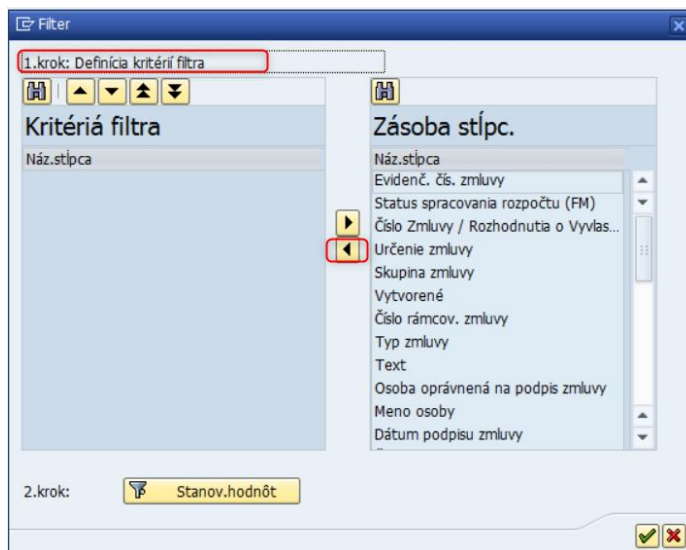 Filter
1.krok: Definícia kritérií filtra
Kritériá filtra
Náz.stĺpca
Zásoba stĺpc.
Náz.stĺpca
Evidenč. čís. zmluvy
Status spracovania rozpočtu (FM)
Číslo Zmluvy / Rozhodnutia o Vyvlas...
Určenie zmluvy
Skupina zmluvy
Vytvorené
Číslo rámcov. zmluvy
Typ zmluvy
Text
Osoba oprávnená na podpis zmluvy
Meno osoby
Dátum podpisu zmluvy
2.krok:
Stanov.hodnôt